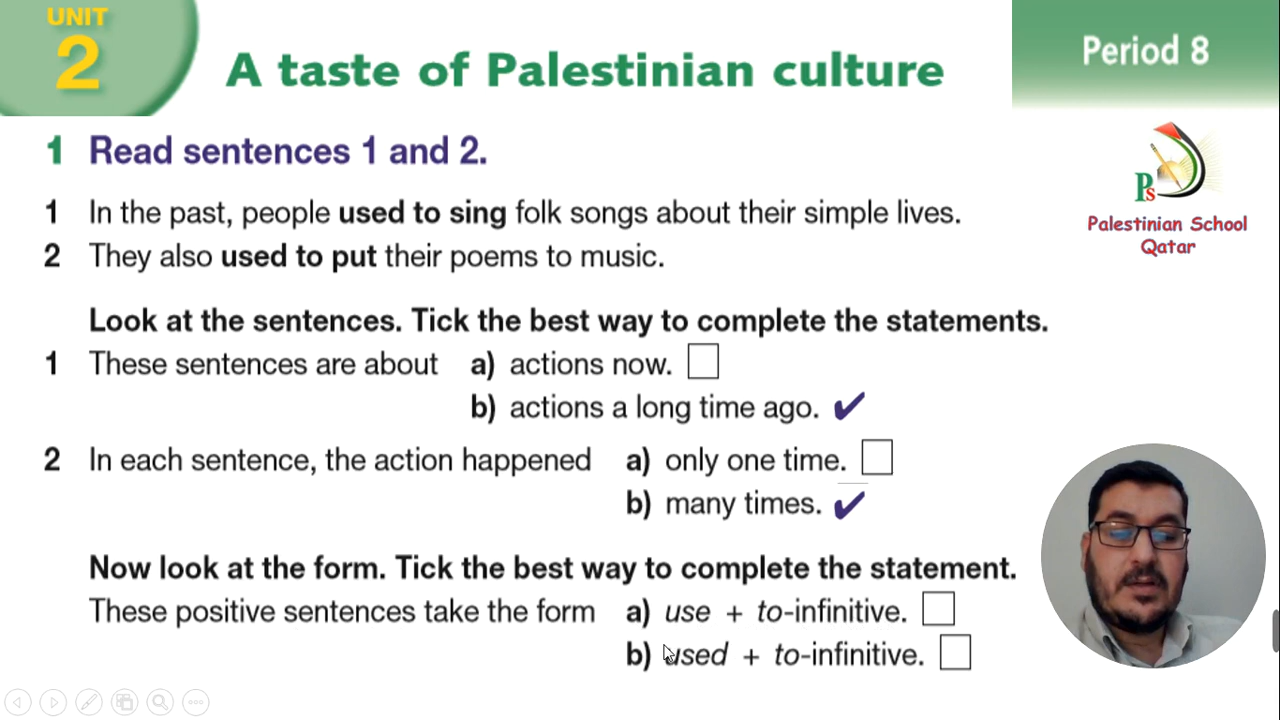 UNIT
2
A taste of Palestinian culture
Period 8
Ps
Palestinian School
Qatar
1 Read sentences 1 and 2.
1 In the past, people used to sing folk songs about their simple lives.
2 They also used to put their poems to music.
Look at the sentences. Tick the best way to complete the statements.
1 These sentences are about a) actions now.
b) actions a long time ago. ✔
2 In each sentence, the action happened a) only one time.
b) many times. ✔
Now look at the form. Tick the best way to complete the statement.
These positive sentences take the form a) use + to-infinitive.
b) used + to-infinitive.